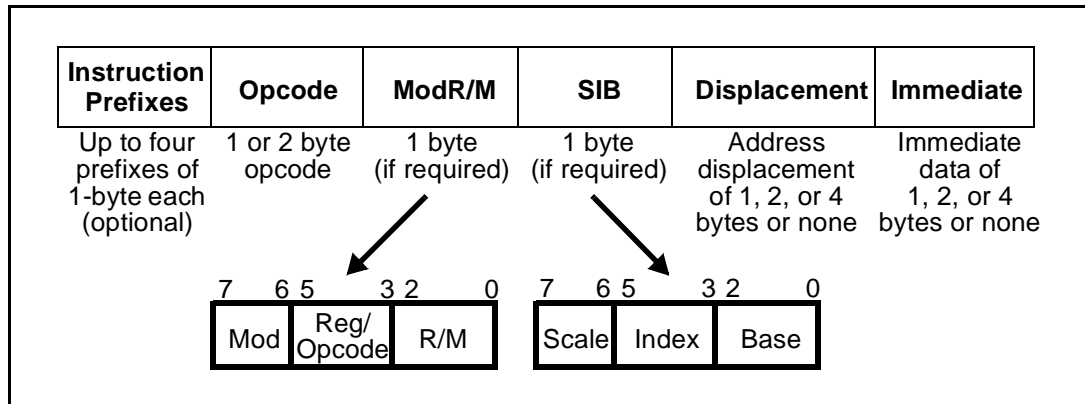 Instruction Prefixes
Opcode
ModR/M
SIB
Displacement
Immediate
Up to four
prefixes of
1-byte each
(optional)
1 or 2 byte
opcode
1 byte
(if required)
1 byte
(if required)
Address
displacement
of 1, 2, or 4
bytes or none
Immediate
data of
1, 2, or 4
bytes or none
7 6 5 3 2 0
Mod
Reg/
Opcode
R/M
7 6 5 3 2 0
Scale
Index
Base